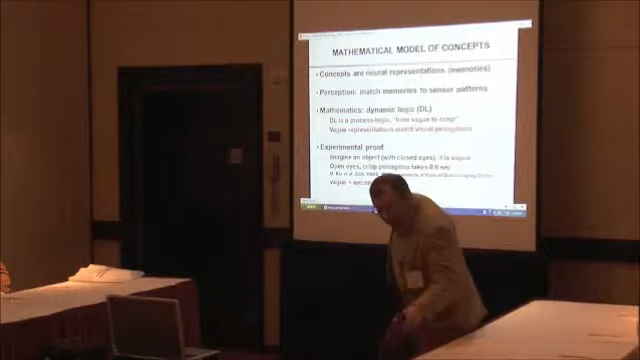 MATHEMATICAL MODEL OF CONCEPTS
• Concepts are neural representations (memories)
• Perception: match memories to sensor patterns
• Mathematics: dynamic logic (DL)
DL is a process-logic, "from vague to crisp"
Vague representations match visual perceptions
• Experimental proof
Imagine an object (with closed eyes): it is vague
Open eyes, crisp perception takes 0.6 sec
vague